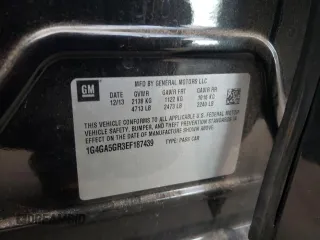 GM
MFD BY GENERAL MOTORS LLC
DATE GVWR GAWR FRT GAWR RR
12/13 2138 KG 1122 KG 1016 KG
4713 LB 2473 LB 2240 LB
THIS VEHICLE CONFORMS TO ALL APPLICABLE U.S. FEDERAL MOTOR
VEHICLE SAFETY, BUMPER, AND THEFT PREVENTION STANDARDS IN
EFFECT ON THE DATE OF MANUFACTURE SHOWN ABOVE.
1G4GA5GR3EF187439 TYPE: PASS CAR